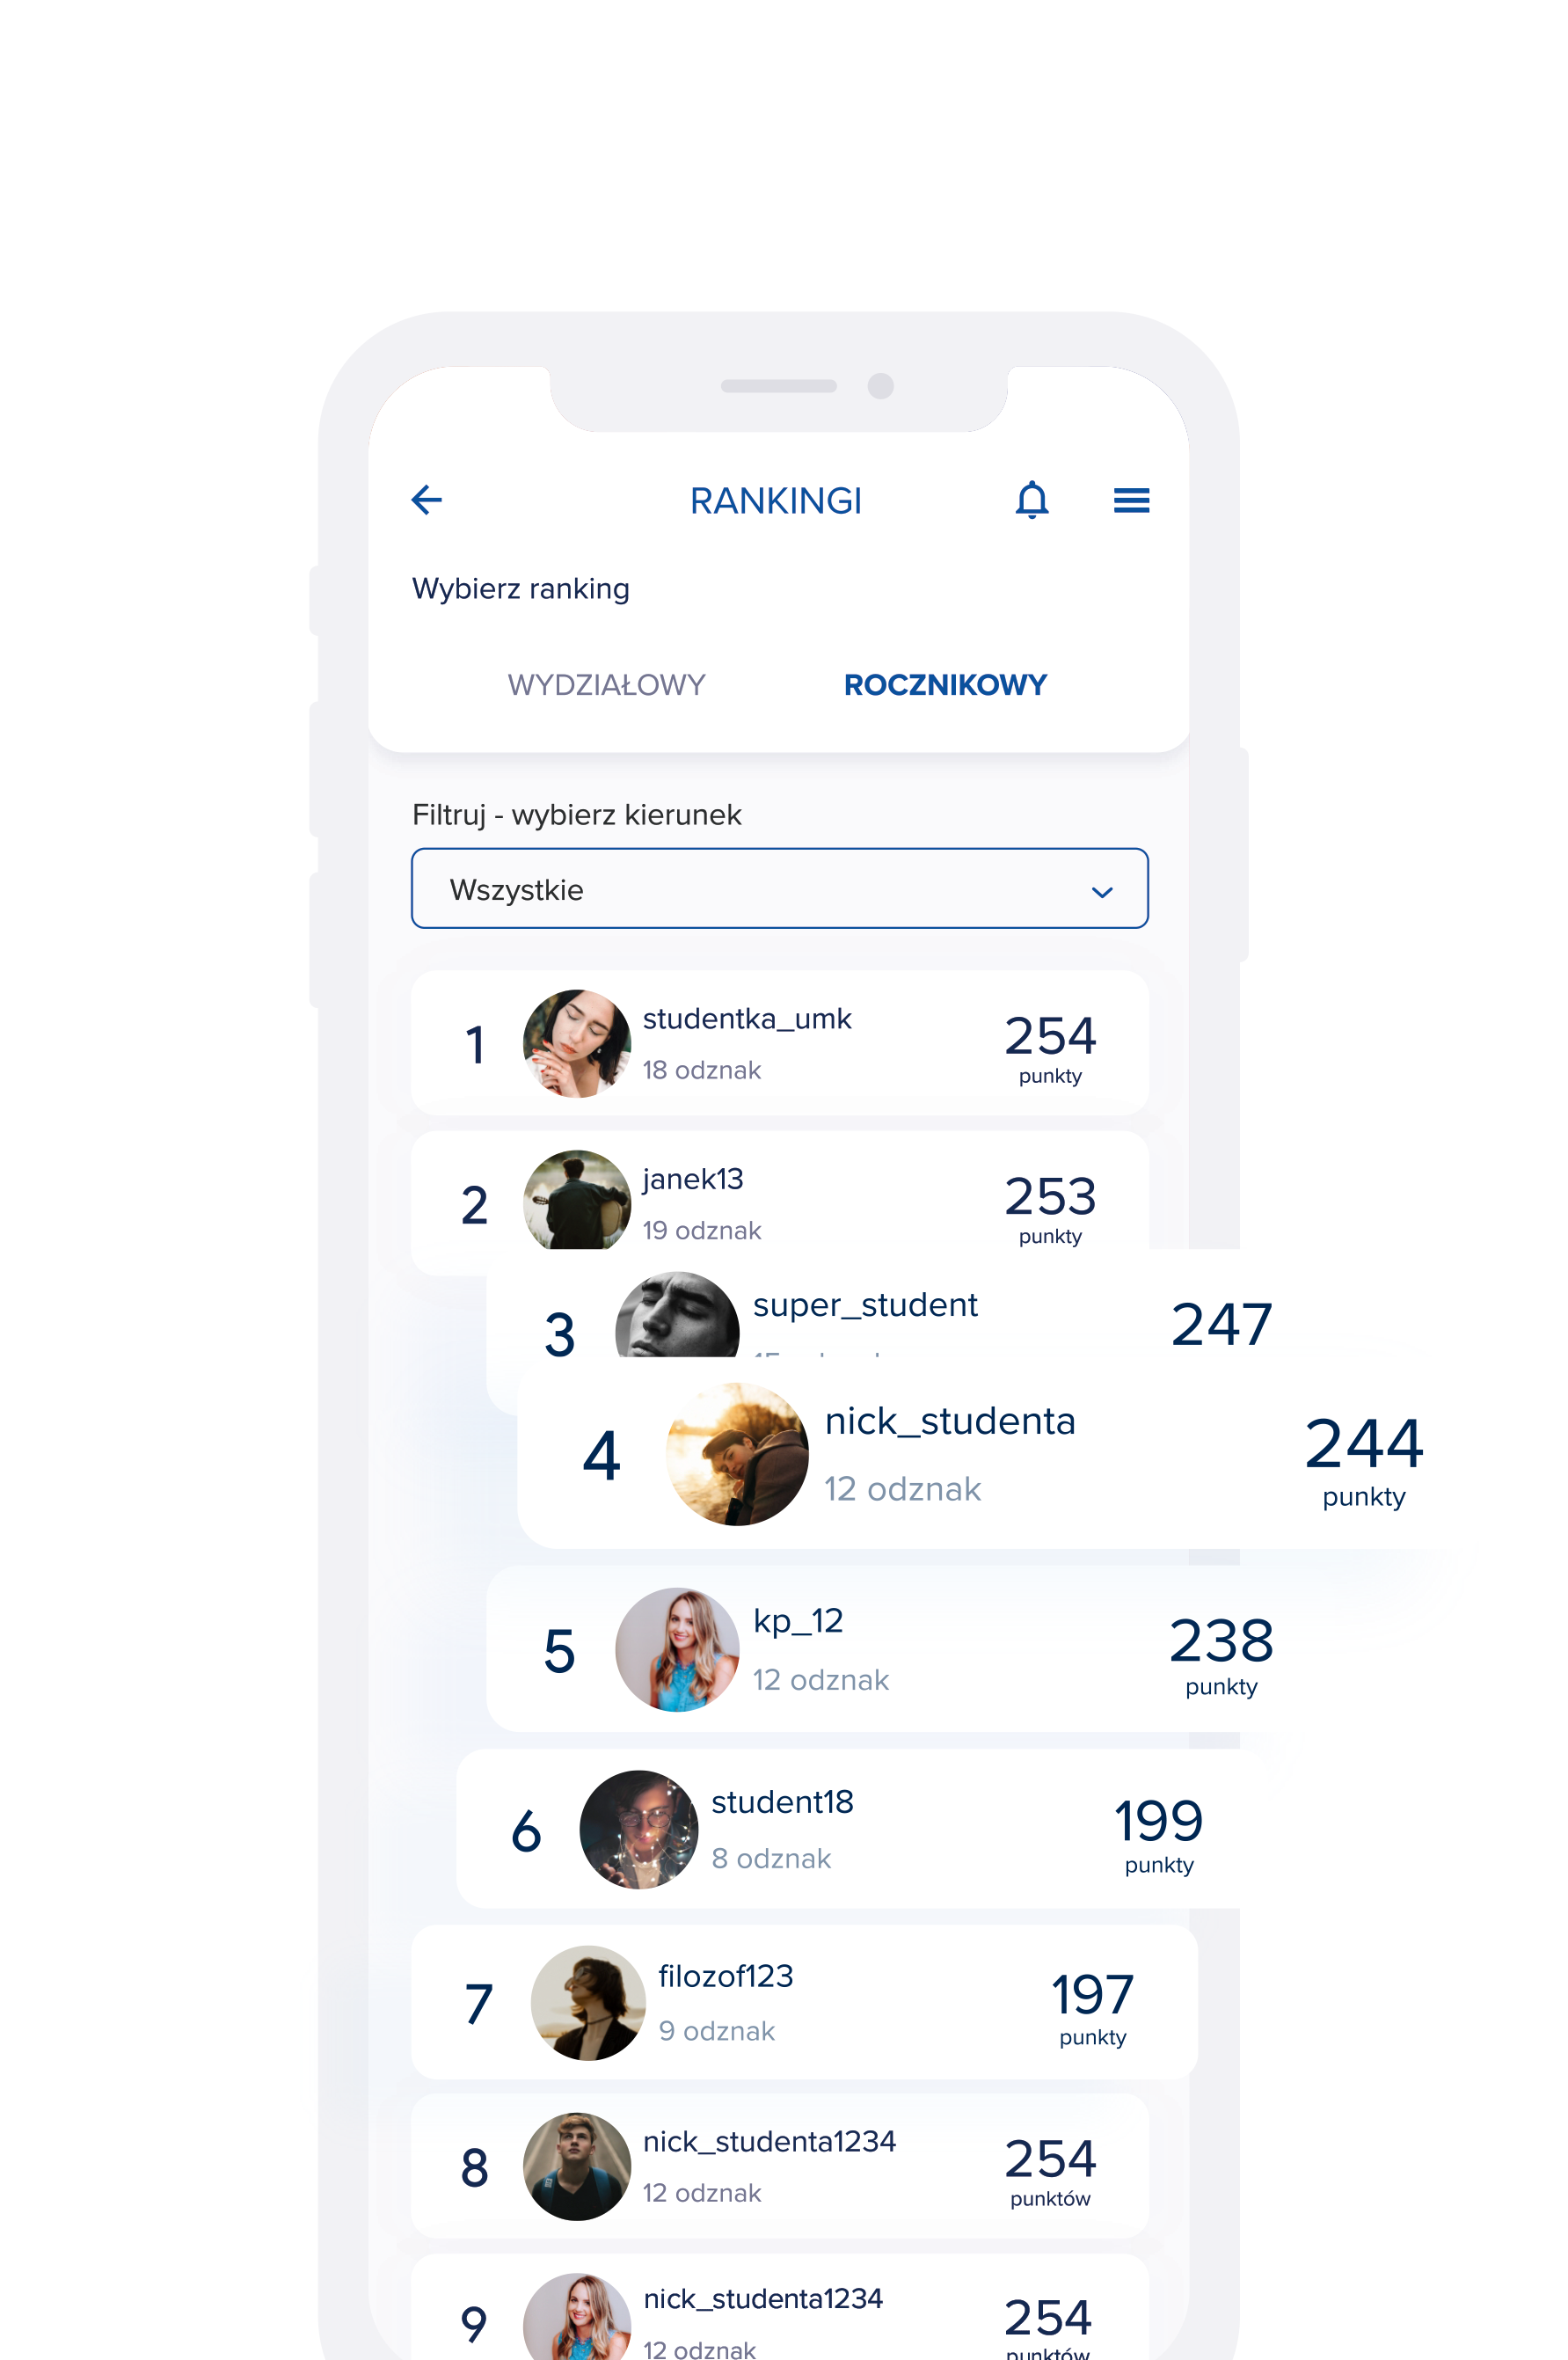 RANKINGI
Wybierz ranking
WYDZIAŁOWY ROCZNIKOWY
Filtruj - wybierz kierunek
Wszystkie
1
studentka_umk
18 odznak
254
punkty
2
janek13
19 odznak
253
punkty
3
super_student
247
4
nick_studenta
12 odznak
244
punkty
5
kp_12
12 odznak
238
punkty
6
student18
8 odznak
199
punkty
7
filozof123
9 odznak
197
punkty
8
nick_studenta1234
12 odznak
254
punktów
9
nick_studenta1234
12 odznak
254
punktów